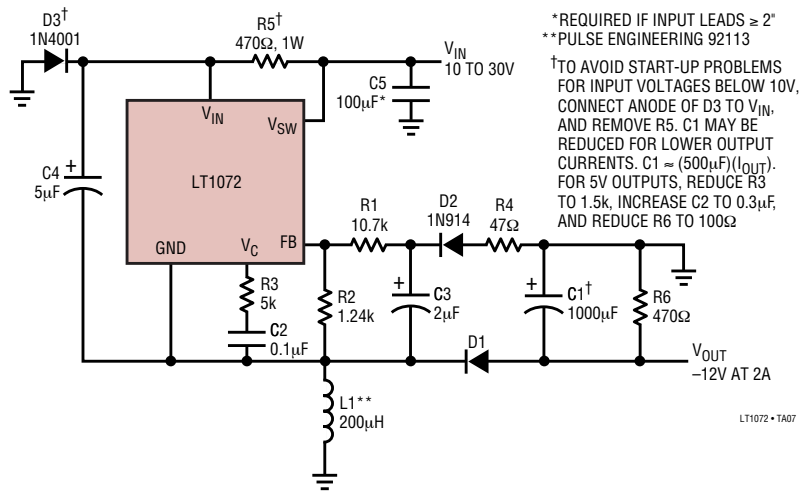 D3†
1N4001
R5†
470Ω, 1W
VIN
10 TO 30V
C5
100µF*
*REQUIRED IF INPUT LEADS ≥ 2"
**PULSE ENGINEERING 92113
†TO AVOID START-UP PROBLEMS
FOR INPUT VOLTAGES BELOW 10V,
CONNECT ANODE OF D3 TO VIN,
AND REMOVE R5. C1 MAY BE
REDUCED FOR LOWER OUTPUT
CURRENTS. C1 ≈ (500µF)(IOUT).
FOR 5V OUTPUTS, REDUCE R3
TO 1.5k, INCREASE C2 TO 0.3µF,
AND REDUCE R6 TO 100Ω
VIN
VSW
LT1072
GND
VC
FB
C4
+
5µF
R1
10.7k
D2
1N914
R4
47Ω
R3
5k
C2
0.1µF
R2
1.24k
+
C3
2µF
+
C1†
1000µF
R6
470Ω
D1
VOUT
–12V AT 2A
L1**
200µH
LT1072 • TA07